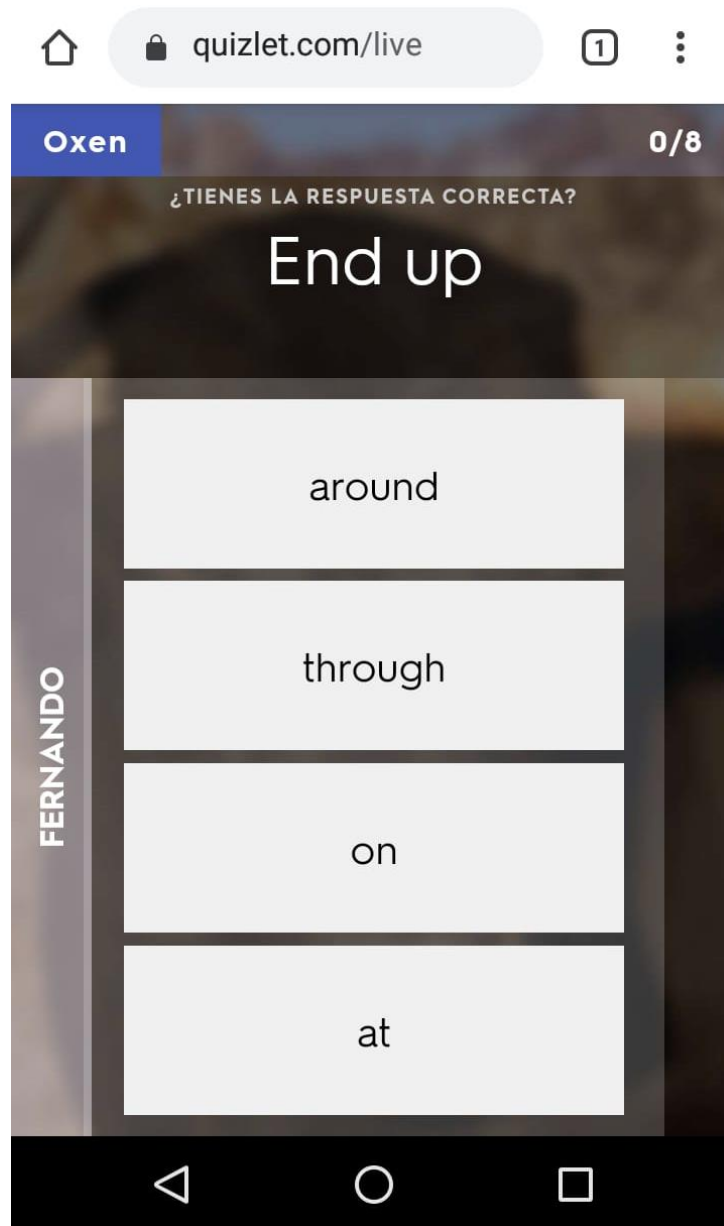 quizlet.com/live
1
Oxen
0/8
¿TIENES LA RESPUESTA CORRECTA?
End up
around
through
on
at
FERNANDO